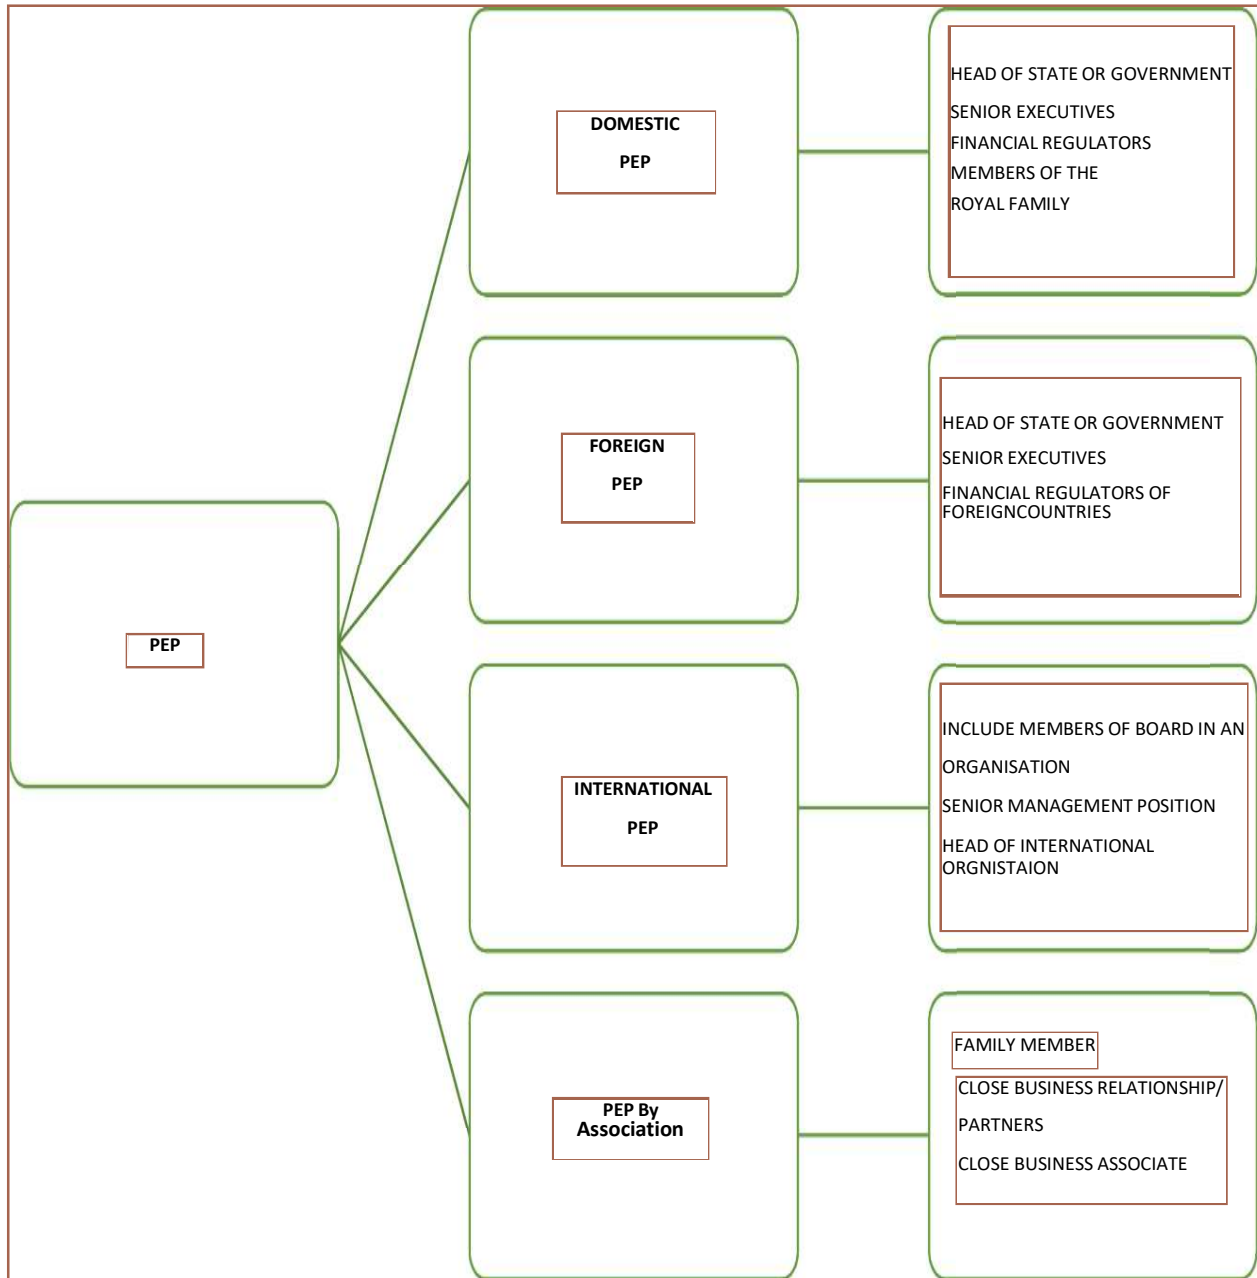 PEP
DOMESTIC
PEP
HEAD OF STATE OR GOVERNMENT
SENIOR EXECUTIVES
FINANCIAL REGULATORS
MEMBERS OF THE
ROYAL FAMILY
FOREIGN
PEP
HEAD OF STATE OR GOVERNMENT
SENIOR EXECUTIVES
FINANCIAL REGULATORS OF
FOREIGNCOUNTRIES
INTERNATIONAL
PEP
INCLUDE MEMBERS OF BOARD IN AN
ORGANISATION
SENIOR MANAGEMENT POSITION
HEAD OF INTERNATIONAL
ORGNISTAION
PEP By
Association
FAMILY MEMBER
CLOSE BUSINESS RELATIONSHIP/
PARTNERS
CLOSE BUSINESS ASSOCIATE